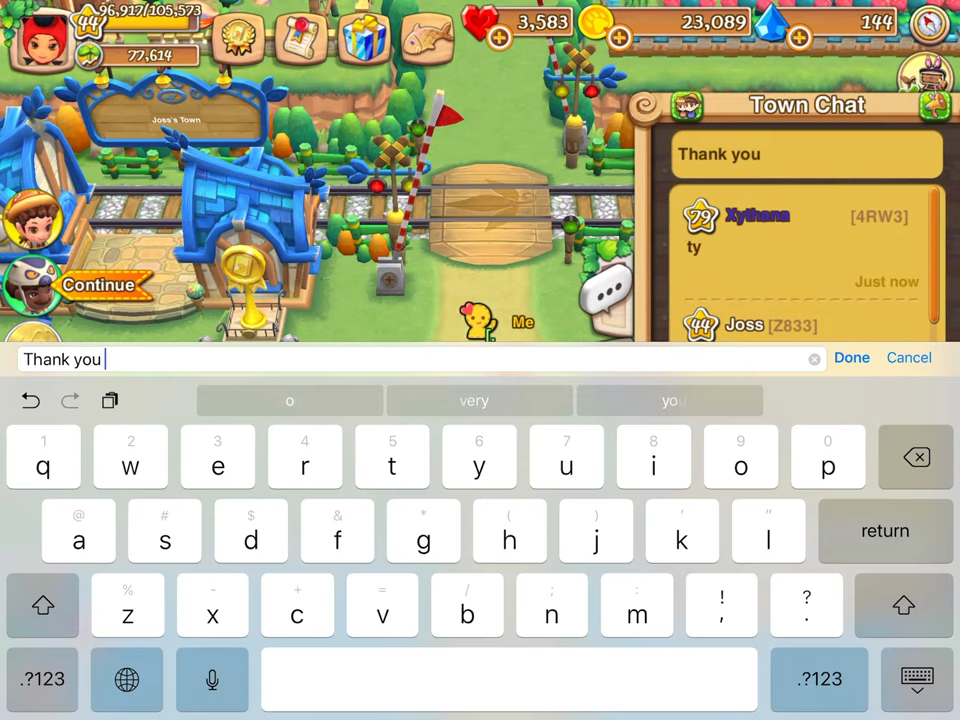 96,917/105,573
44
77,614
3,583
23,089
144
Joss's Town
Town Chat
Thank you
79 Xythana [4RW3]
ty
Just now
Continue
44 Joss [Z833]
Me
Thank you
Done Cancel
very
1 2 3 4 5 6 7 8 9 0
q w e r t y u i o p
@ # $ & * ( ) ' "
a s d f g h j k l return
% - + = / ; : ! ?
z x c v b n m , .
.?123 .?123